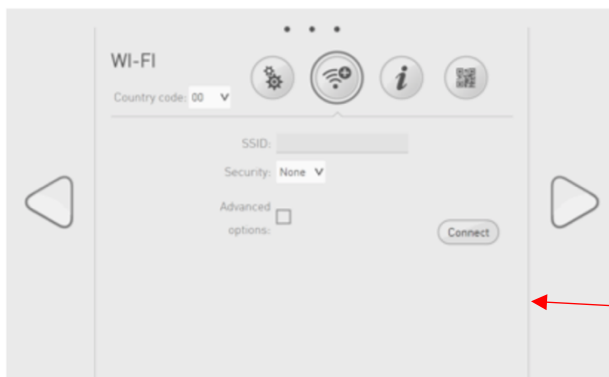 WI-FI
Country code: 00 V
SSID:
Security: None V
Advanced
options:
Connect